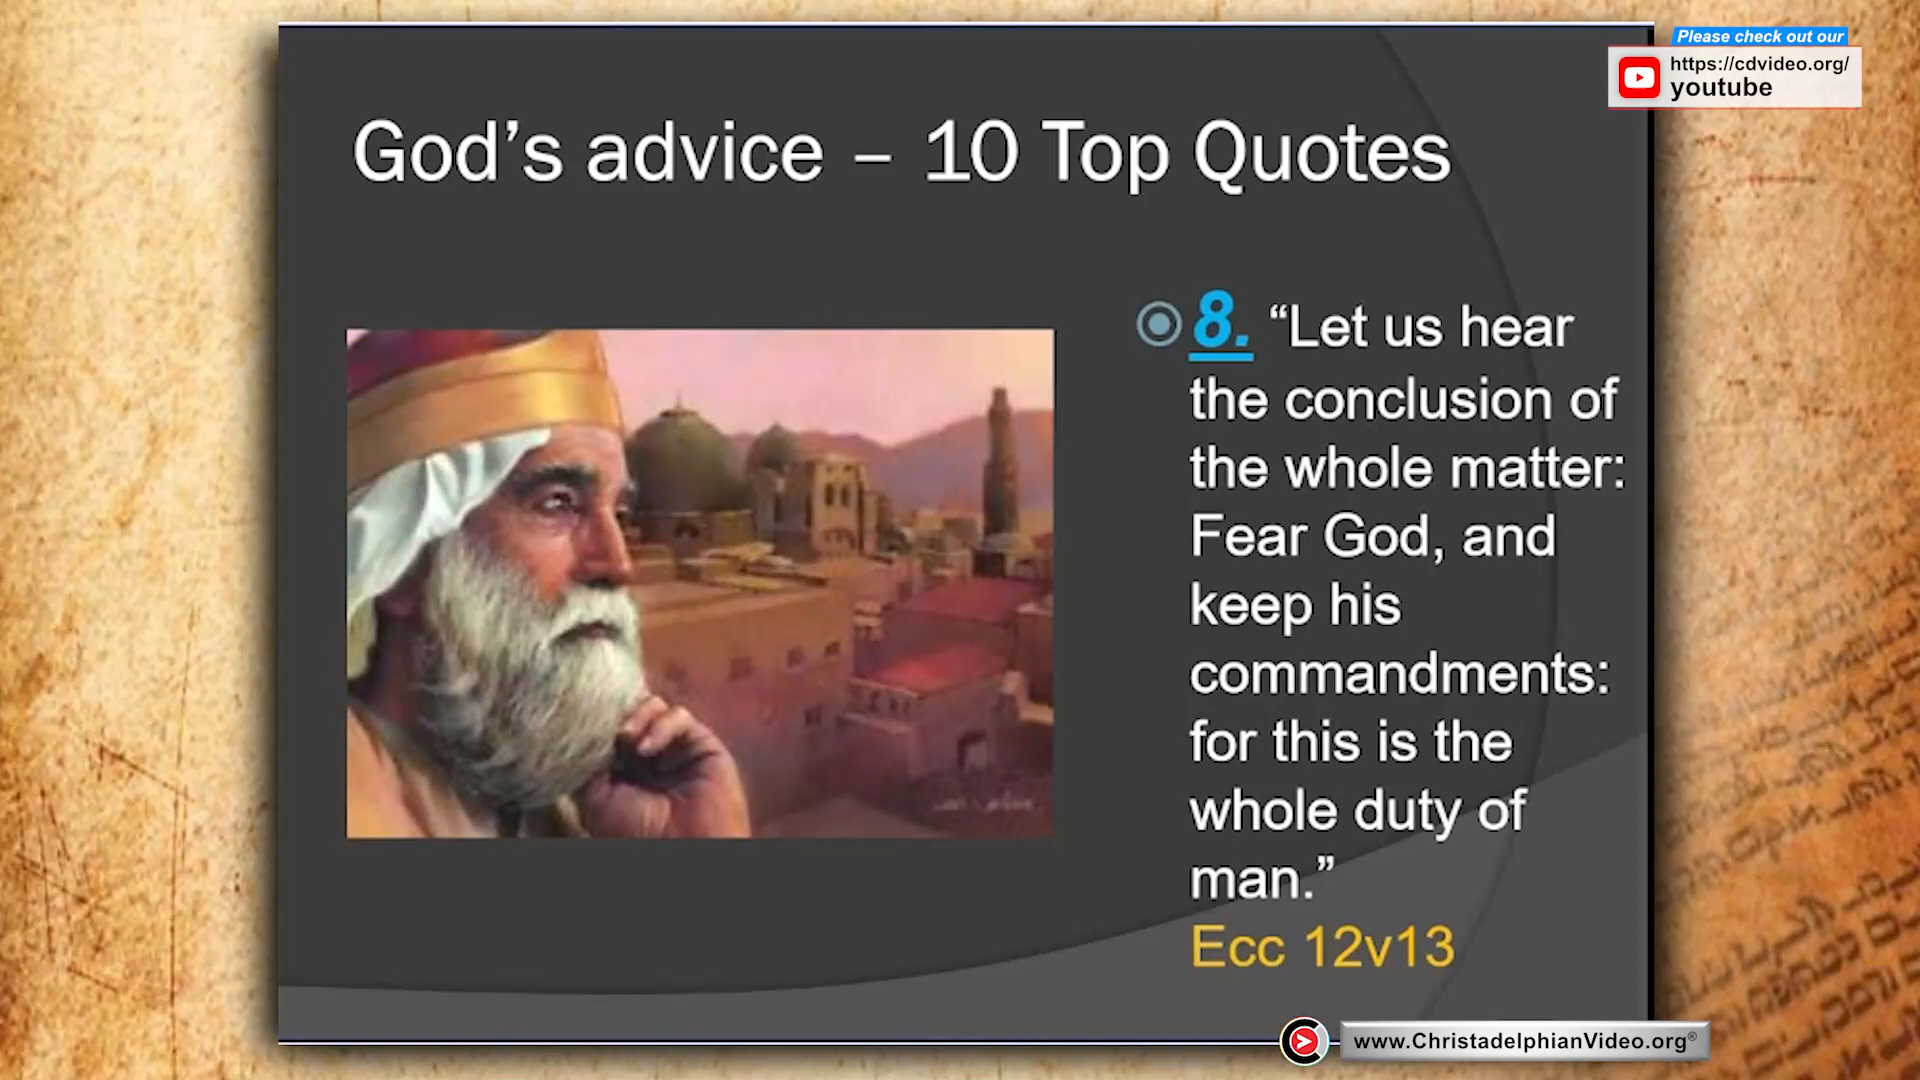 Please check out our
https://cdvideo.org/
youtube
God’s advice – 10 Top Quotes
8. “Let us hear
the conclusion of
the whole matter:
Fear God, and
keep his
commandments:
for this is the
whole duty of
man.”
Ecc 12v13
www.ChristadelphianVideo.org®